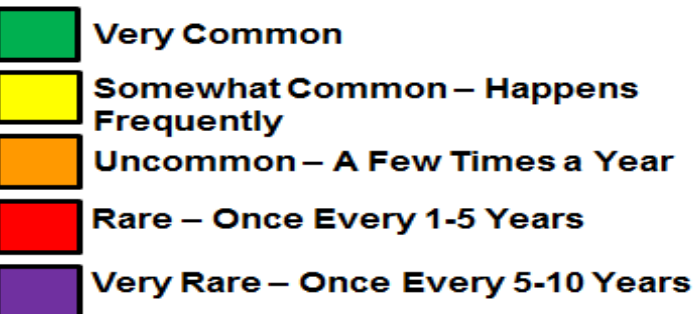 Very Common
Somewhat Common – Happens
Frequently
Uncommon – A Few Times a Year
Rare – Once Every 1-5 Years
Very Rare – Once Every 5-10 Years